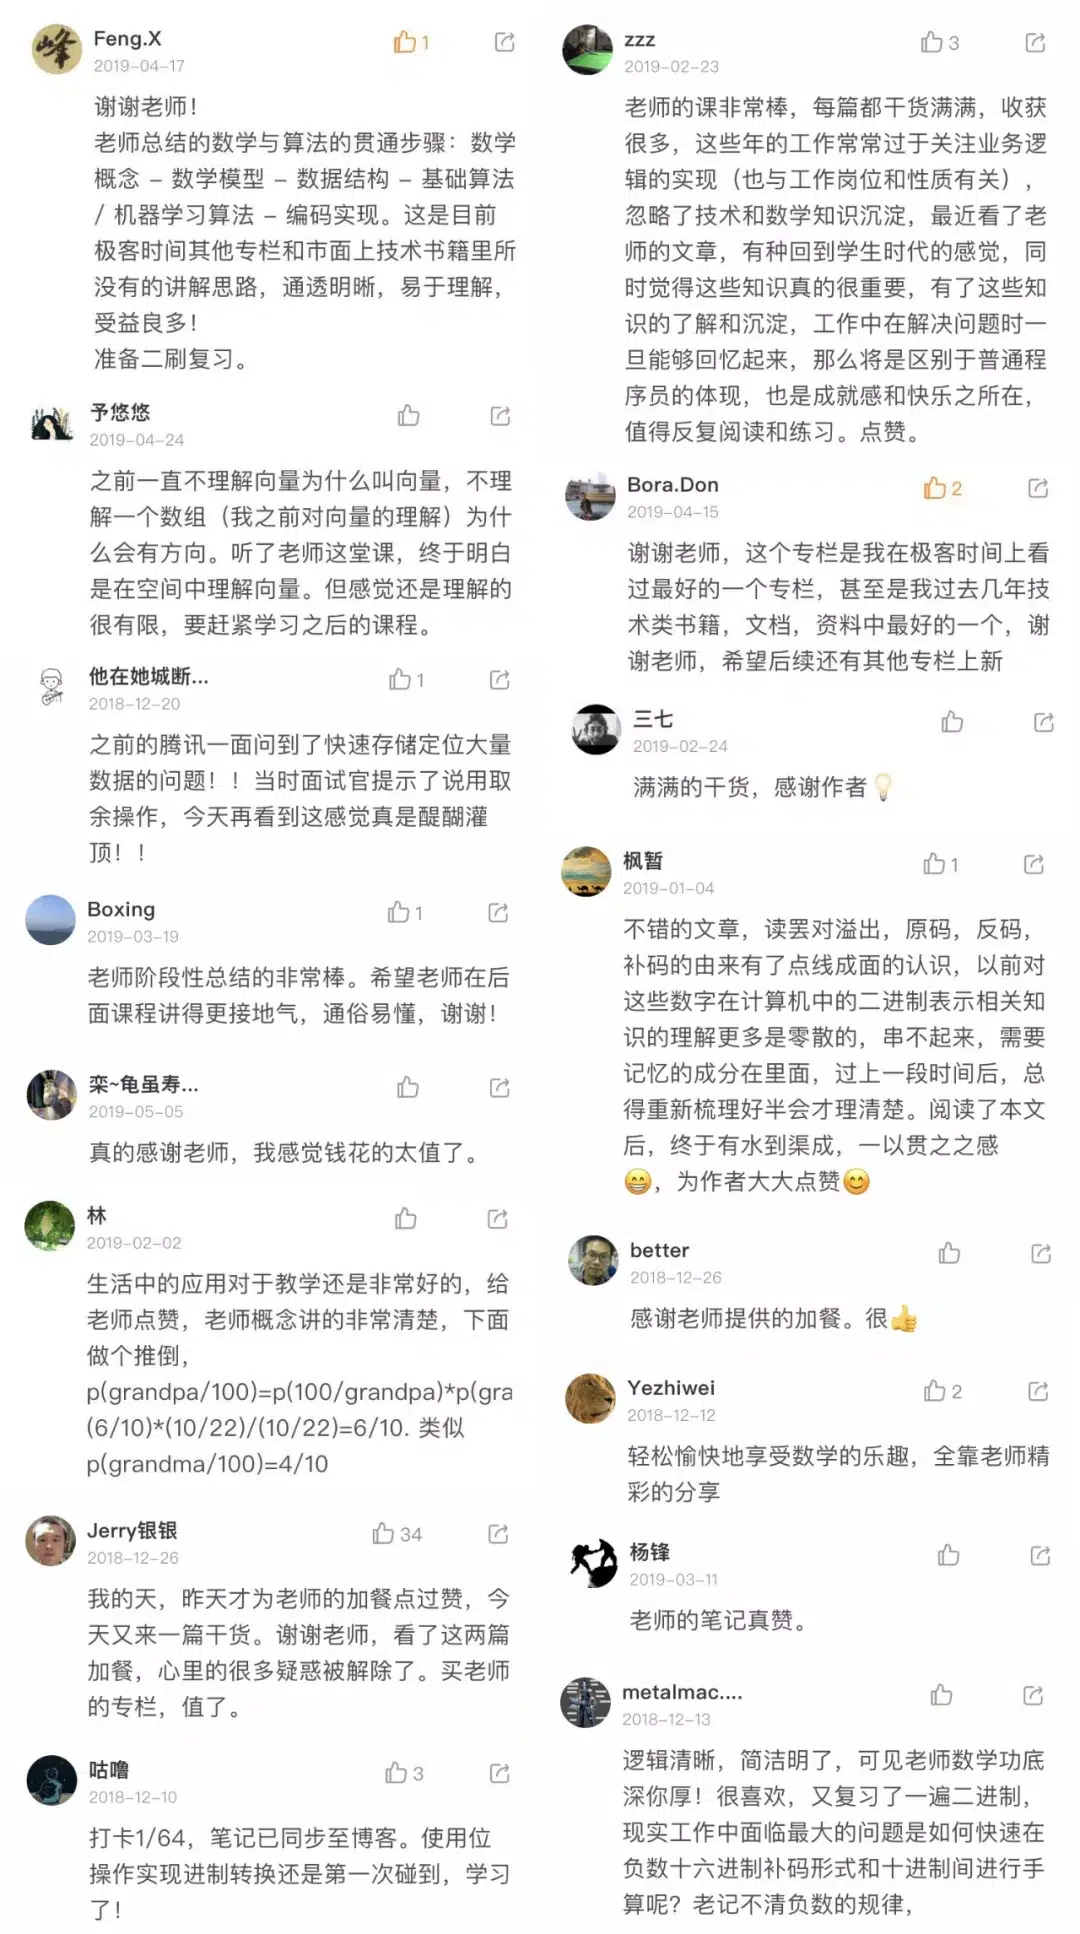 Feng.X
1
2019-04-17
谢谢老师！
老师总结的数学与算法的贯通步骤：数学
概念 – 数学模型 – 数据结构 – 基础算法
/ 机器学习算法 – 编码实现。这是目前
极客时间其他专栏和市面上技术书籍里所
没有的讲解思路，通透明晰，易于理解，
受益良多！
准备二刷复习。
予悠悠
2019-04-24
之前一直不理解向量为什么叫向量，不理
解一个数组（我之前对向量的理解）为什
么会有方向。听了老师这堂课，终于明白
是在空间中理解向量。但感觉还是理解的
很有限，要赶紧学习之后的课程。
他在她城断...
1
2018-12-20
之前的腾讯一面问到了快速存储定位大量
数据的问题！！当时面试官提示了说用取
余操作，今天再看到这感觉真是醍醐灌
顶！！
Boxing
1
2019-03-19
老师阶段性总结的非常棒。希望老师在后
面课程讲得更接地气，通俗易懂，谢谢！
栾~龟虽寿...
2019-05-05
真的感谢老师，我感觉钱花的太值了。
林
2019-02-02
生活中的应用对于教学还是非常好的，给
老师点赞，老师概念讲的非常清楚，下面
做个推倒，
p(grandpa/100)=p(100/grandpa)*p(gra
(6/10)*(10/22)/(10/22)=6/10. 类似
p(grandma/100)=4/10
Jerry银银
34
2018-12-26
我的天，昨天才为老师的加餐点过赞，今
天又来一篇干货。谢谢老师，看了这两篇
加餐，心里的很多疑惑被解除了。买老师
的专栏，值了。
咕噜
3
2018-12-10
打卡1/64，笔记已同步至博客。使用位
操作实现进制转换还是第一次碰到，学习
了！
zzz
3
2019-02-23
老师的课非常棒，每篇都干货满满，收获
很多，这些年的工作常常过于关注业务逻
辑的实现（也与工作岗位和性质有关），
忽略了技术和数学知识沉淀，最近看了老
师的文章，有种回到学生时代的感觉，同
时觉得这些知识真的很重要，有了这些知
识的了解和沉淀，工作中在解决问题时一
旦能够回忆起来，那么将是区别于普通程
序员的体现，也是成就感和快乐之所在，
值得反复阅读和练习。点赞。
Bora.Don
2
2019-04-15
谢谢老师，这个专栏是我在极客时间上看
过最好的一个专栏，甚至是我过去几年技
术类书籍，文档，资料中最好的一个，谢
谢老师，希望后续还有其他专栏上新
三七
2019-02-24
满满的干货，感谢作者💡
枫暂
1
2019-01-04
不错的文章，读罢对溢出，原码，反码，
补码的由来有了点线成面的认识，以前对
这些数字在计算机中的二进制表示相关知
识的理解更多是零散的，串不起来，需要
记忆的成分在里面，过上一段时间后，总
得重新梳理好半会才理清楚。阅读了本文
后，终于有水到渠成，一以贯之之感
😁，为作者大大点赞😊
better
2018-12-26
感谢老师提供的加餐。很👍
Yezhiwei
2
2018-12-12
轻松愉快地享受数学的乐趣，全靠老师精
彩的分享
杨锋
2019-03-11
老师的笔记真赞。
metalmac....
2018-12-13
逻辑清晰，简洁明了，可见老师数学功底
深你厚！很喜欢，又复习了一遍二进制，
现实工作中面临最大的问题是如何快速在
负数十六进制补码形式和十进制间进行手
算呢？老记不清负数的规律，